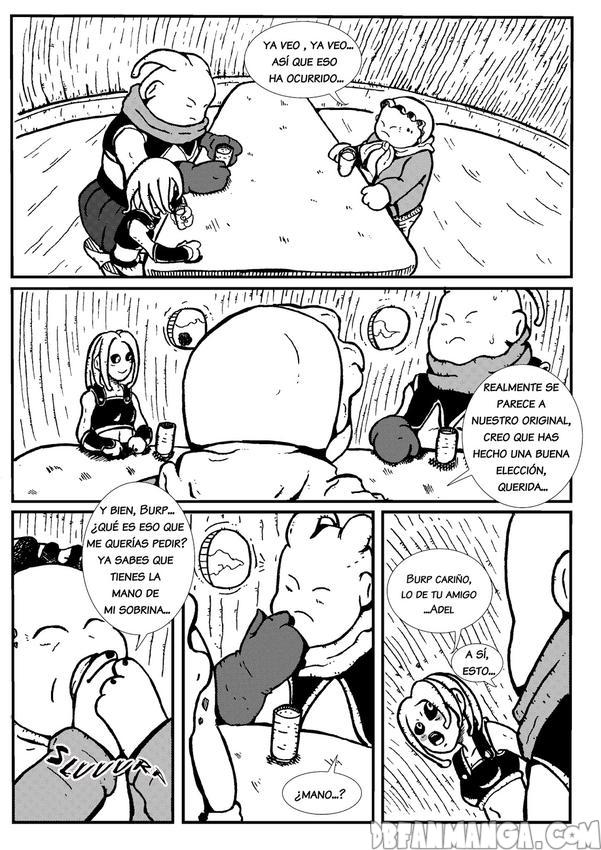 YA VEO , YA VEO...
ASÍ QUE ESO
HA OCURRIDO...
REALMENTE SE
PARECE A
NUESTRO ORIGINAL,
CREO QUE HAS
HECHO UNA BUENA
ELECCIÓN,
QUERIDA...
Y BIEN, BURP...
¿QUÉ ES ESO QUE
ME QUERÍAS PEDIR?
YA SABES QUE
TIENES LA
MANO DE
MI SOBRINA...
SLUUURP
¿MANO...?
BURP CARIÑO,
LO DE TU AMIGO
...ADEL
A SÍ,
ESTO...
DBFANMANGA.COM